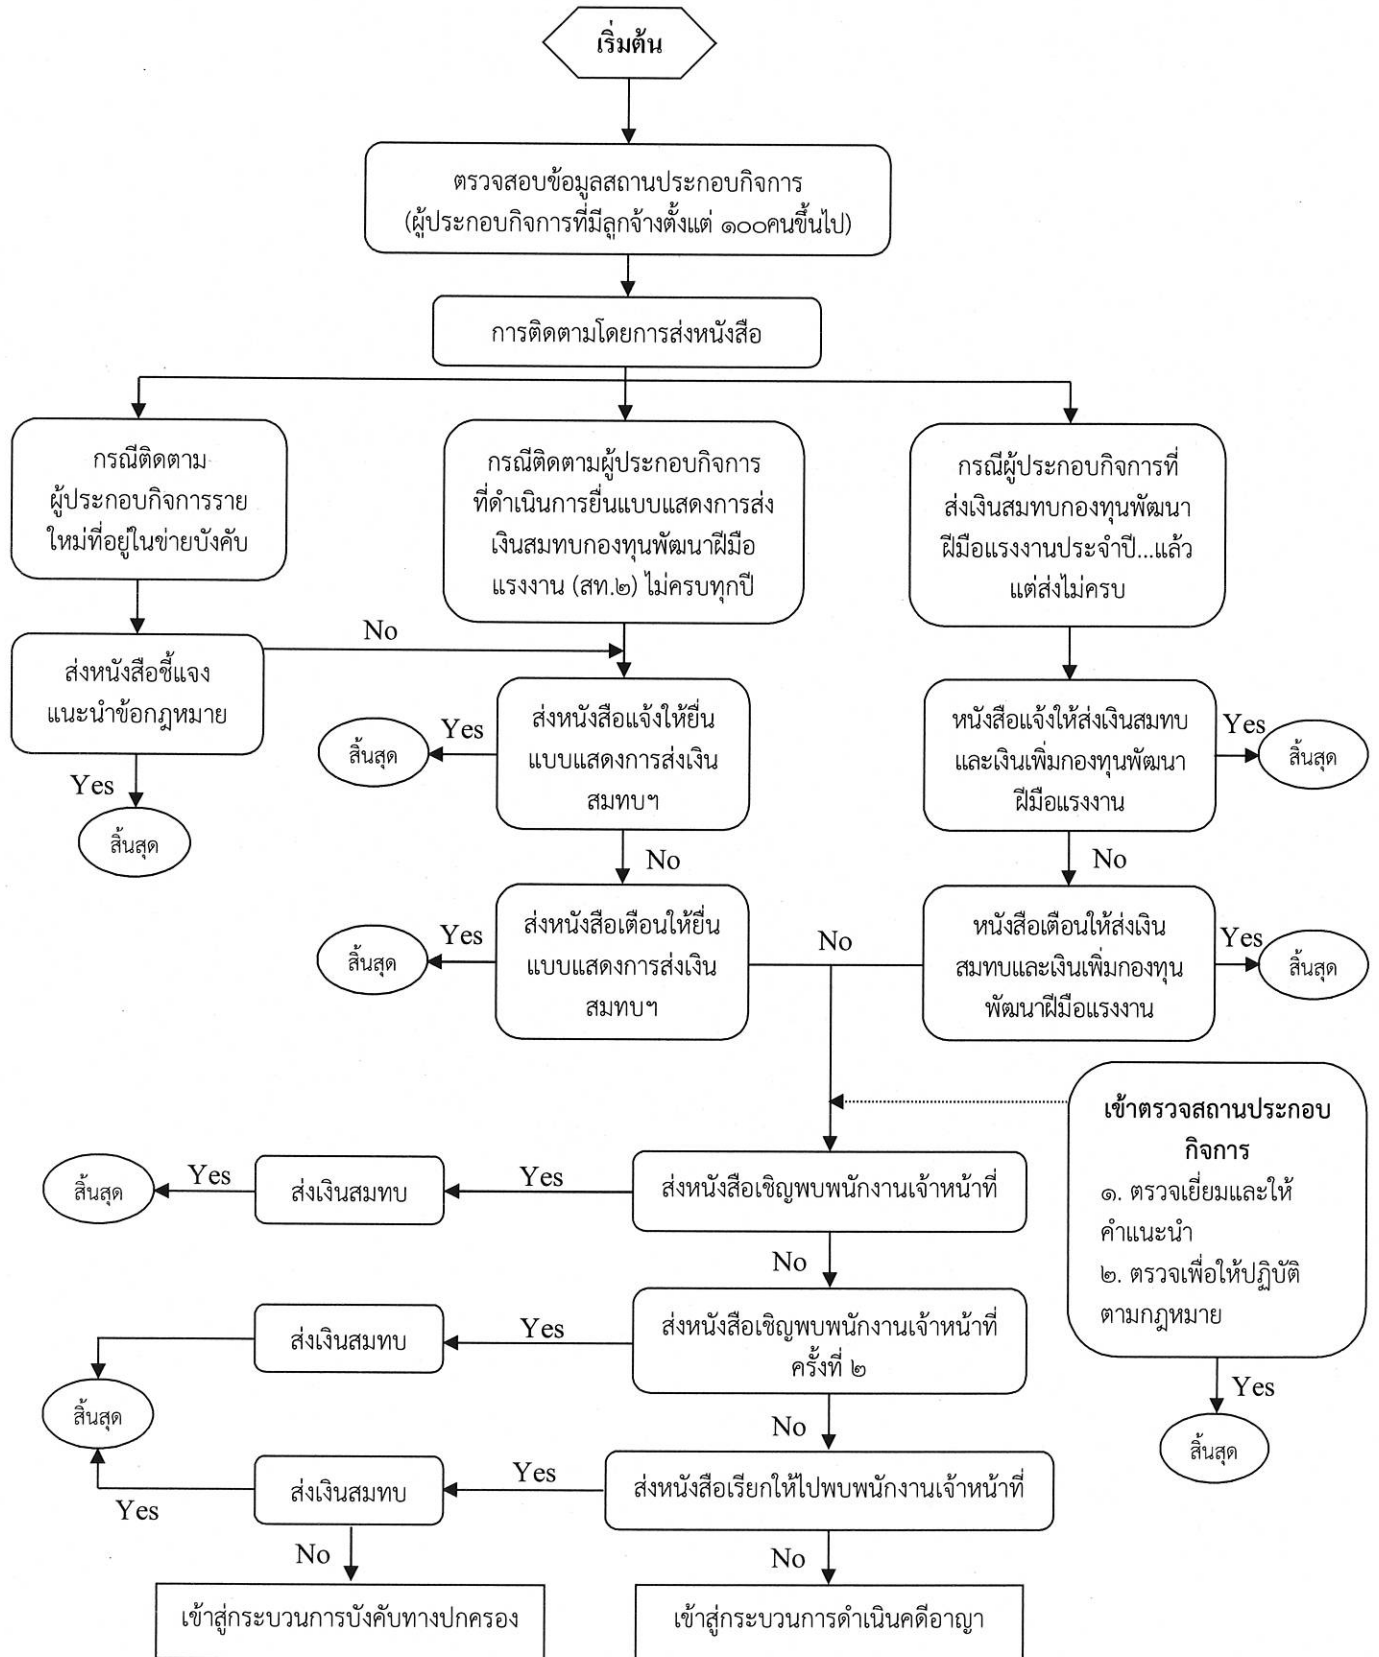 เริ่มต้น
ตรวจสอบข้อมูลสถานประกอบกิจการ
(ผู้ประกอบกิจการที่มีลูกจ้างตั้งแต่ ๑๐๐คนขึ้นไป)
การติดตามโดยการส่งหนังสือ
กรณีติดตาม
ผู้ประกอบกิจการราย
ใหม่ที่อยู่ในข่ายบังคับ
กรณีติดตามผู้ประกอบกิจการ
ที่ดำเนินการยื่นแบบแสดงการส่ง
เงินสมทบกองทุนพัฒนาฝีมือ
แรงงาน (สท.๒) ไม่ครบทุกปี
กรณีผู้ประกอบกิจการที่
ส่งเงินสมทบกองทุนพัฒนา
ฝีมือแรงงานประจำปี...แล้ว
แต่ส่งไม่ครบ
No
ส่งหนังสือชี้แจง
แนะนำข้อกฎหมาย
Yes
สิ้นสุด
ส่งหนังสือแจ้งให้ยื่น
แบบแสดงการส่งเงิน
สมทบฯ
Yes
สิ้นสุด
หนังสือแจ้งให้ส่งเงินสมทบ
และเงินเพิ่มกองทุนพัฒนา
ฝีมือแรงงาน
Yes
สิ้นสุด
No
No
ส่งหนังสือเตือนให้ยื่น
แบบแสดงการส่งเงิน
สมทบฯ
Yes
สิ้นสุด
No
หนังสือเตือนให้ส่งเงิน
สมทบและเงินเพิ่มกองทุน
พัฒนาฝีมือแรงงาน
Yes
สิ้นสุด
เข้าตรวจสถานประกอบ
กิจการ
๑. ตรวจเยี่ยมและให้
คำแนะนำ
๒. ตรวจเพื่อให้ปฏิบัติ
ตามกฎหมาย
Yes
สิ้นสุด
ส่งหนังสือเชิญพบพนักงานเจ้าหน้าที่
Yes
ส่งเงินสมทบ
Yes
สิ้นสุด
No
ส่งหนังสือเชิญพบพนักงานเจ้าหน้าที่
ครั้งที่ ๒
Yes
ส่งเงินสมทบ
สิ้นสุด
No
ส่งหนังสือเรียกให้ไปพบพนักงานเจ้าหน้าที่
Yes
ส่งเงินสมทบ
Yes
No
No
เข้าสู่กระบวนการบังคับทางปกครอง
เข้าสู่กระบวนการดำเนินคดีอาญา